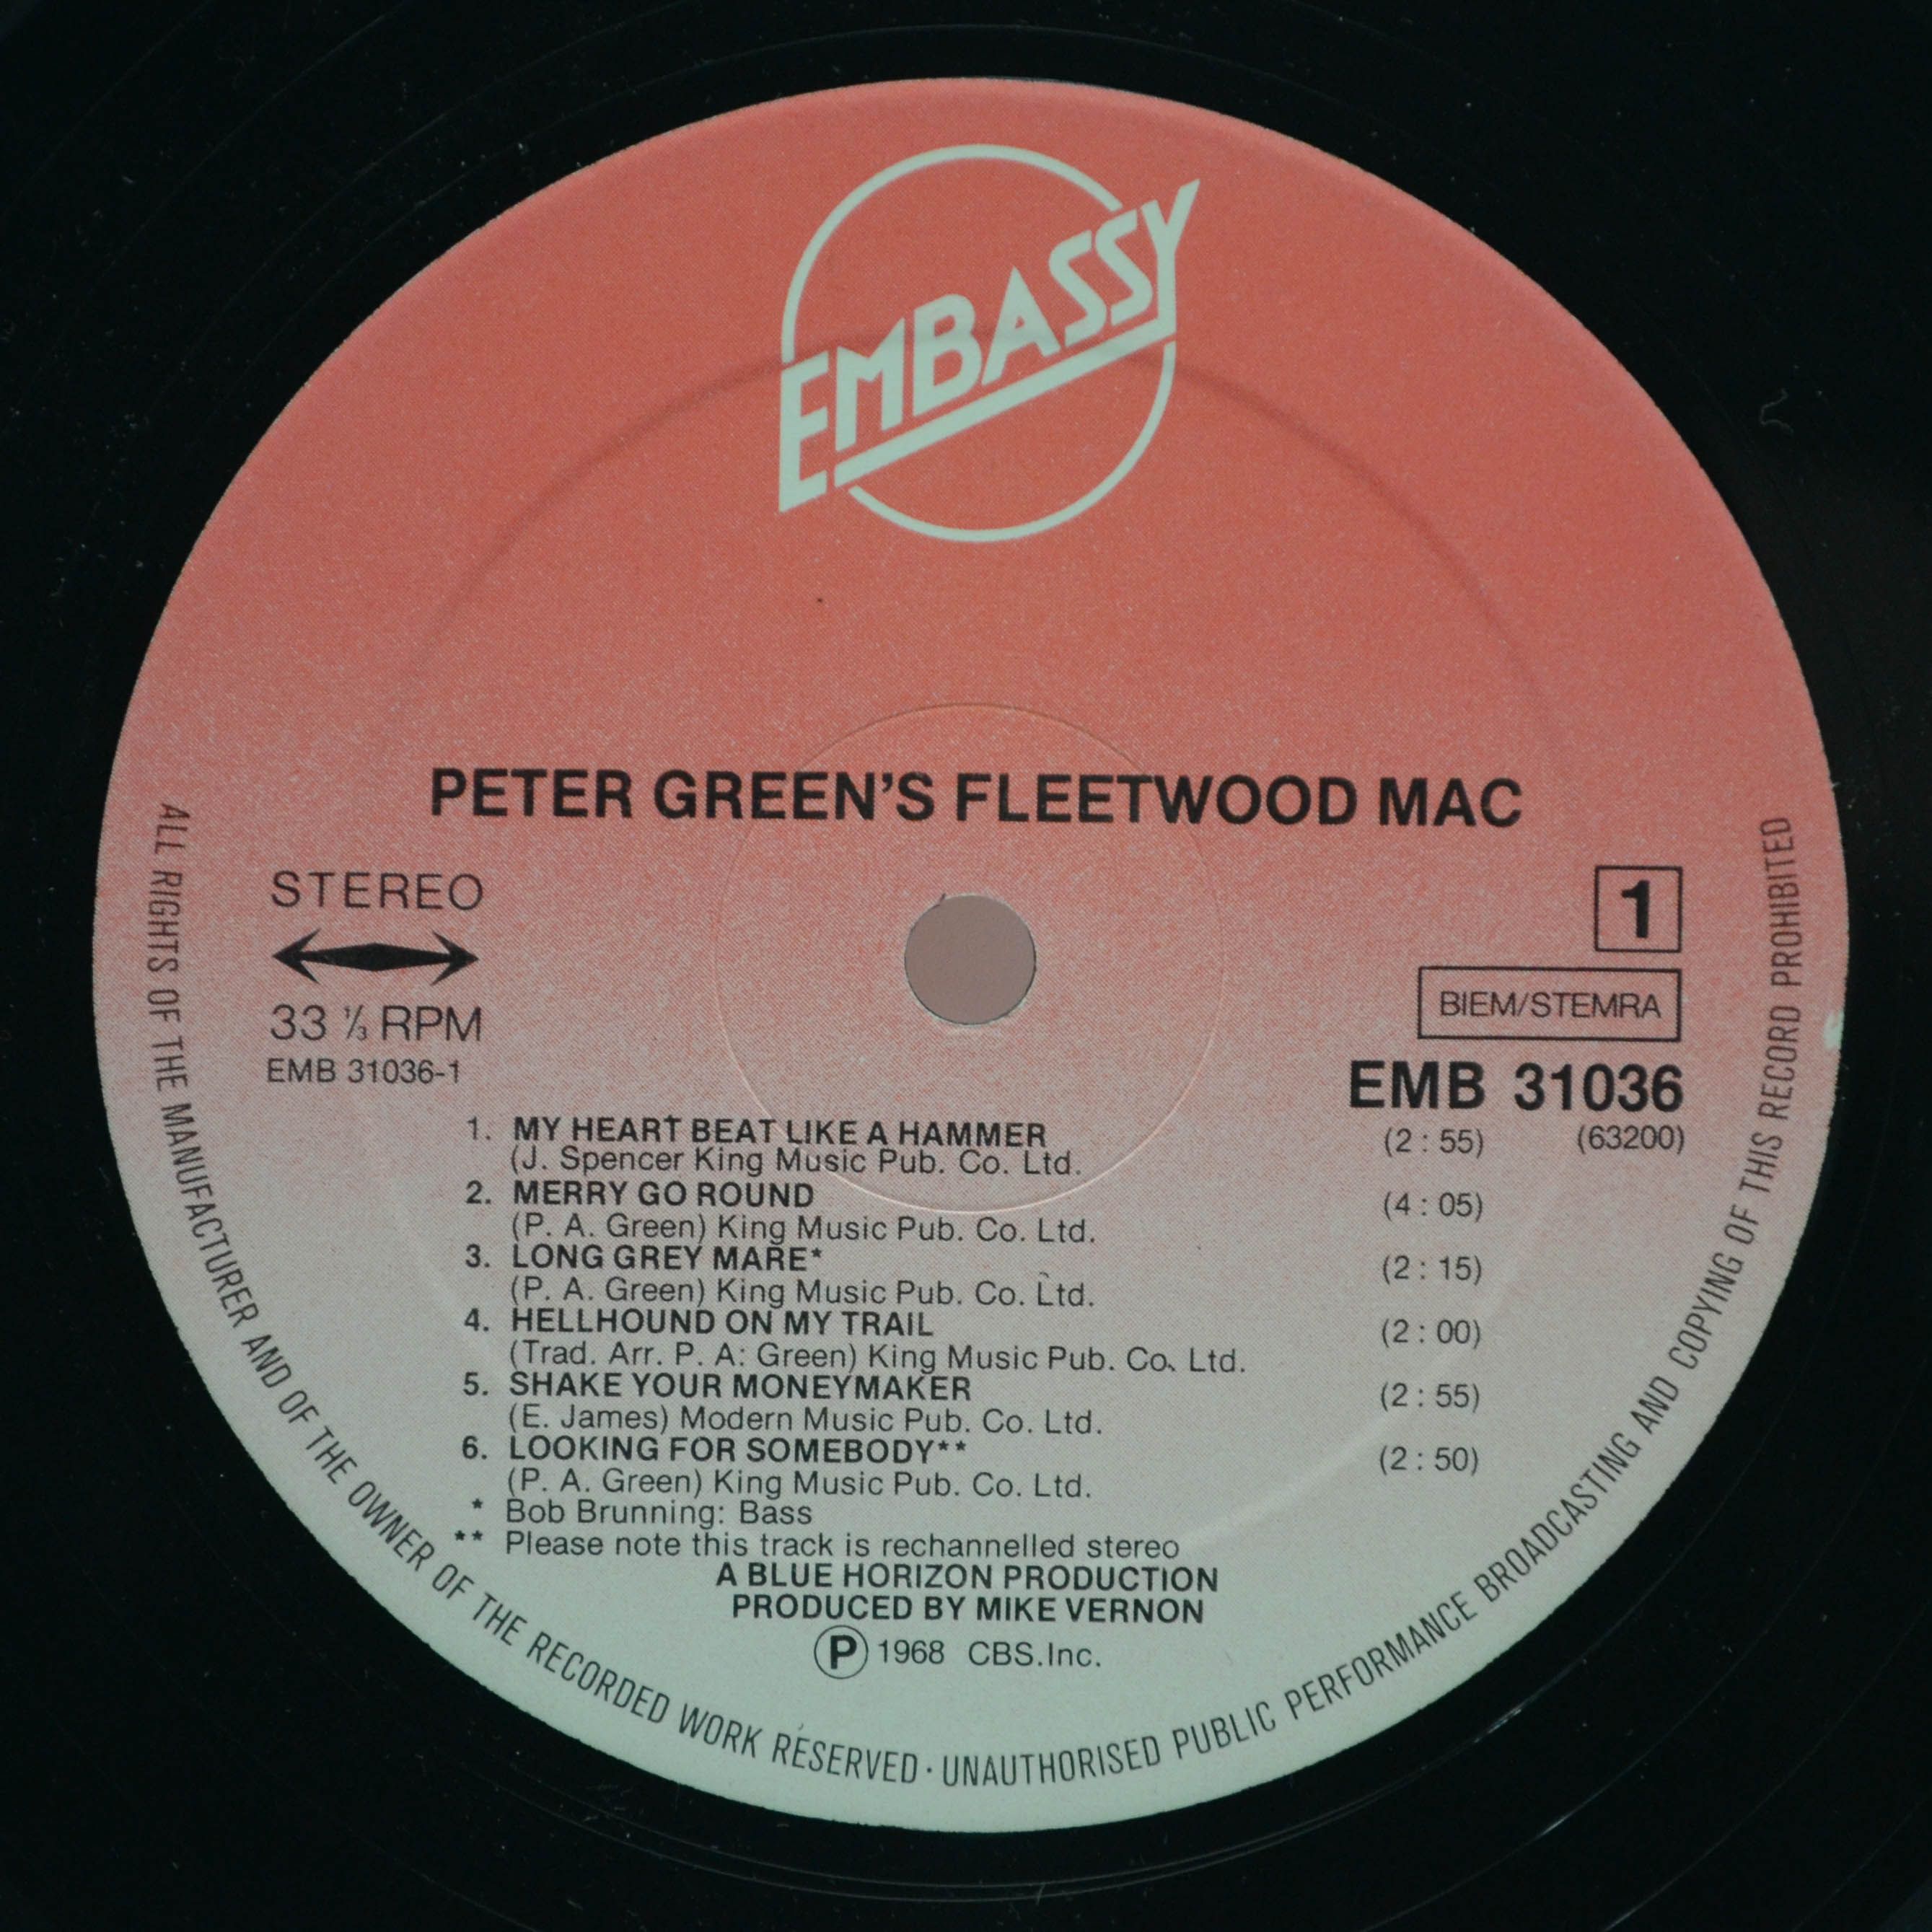 EMBASSY
PETER GREEN'S FLEETWOOD MAC
STEREO
1
33 ⅓ RPM
BIEM/STEMRA
EMB 31036-1
EMB 31036
(63200)
1. MY HEART BEAT LIKE A HAMMER (2:55)
(J. Spencer King Music Pub. Co. Ltd.
2. MERRY GO ROUND (4:05)
(P. A. Green) King Music Pub. Co. Ltd.
3. LONG GREY MARE* (2:15)
(P. A. Green) King Music Pub. Co. Ltd.
4. HELLHOUND ON MY TRAIL (2:00)
(Trad. Arr. P. A: Green) King Music Pub. Co. Ltd.
5. SHAKE YOUR MONEYMAKER (2:55)
(E. James) Modern Music Pub. Co. Ltd.
6. LOOKING FOR SOMEBODY** (2:50)
(P. A. Green) King Music Pub. Co. Ltd.
* Bob Brunning: Bass
** Please note this track is rechannelled stereo
A BLUE HORIZON PRODUCTION
PRODUCED BY MIKE VERNON
Ⓟ 1968 CBS.Inc.
ALL RIGHTS OF THE MANUFACTURER AND OF THE OWNER OF THE RECORDED WORK RESERVED · UNAUTHORISED PUBLIC PERFORMANCE BROADCASTING AND COPYING OF THIS RECORD PROHIBITED